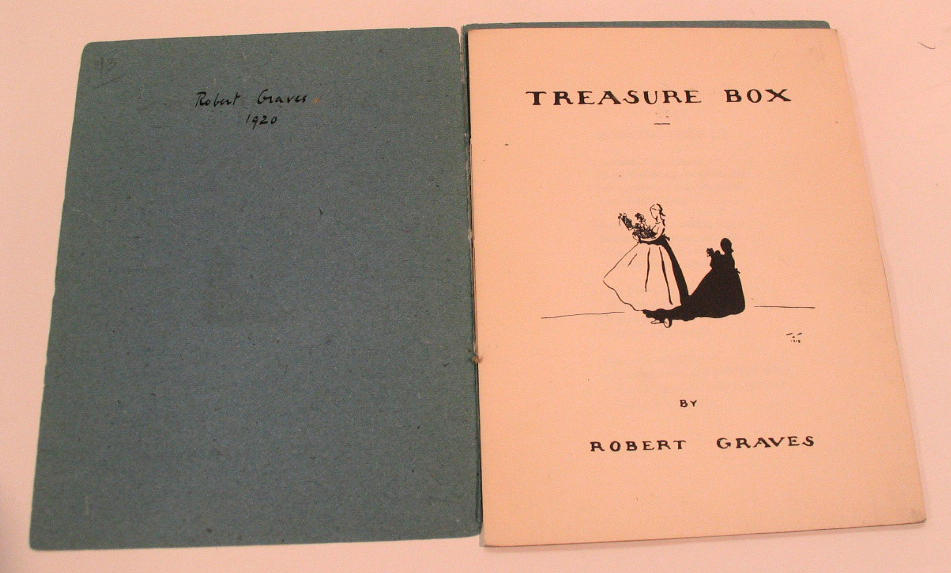 Robert Graves.
1920
TREASURE BOX
BY
ROBERT GRAVES